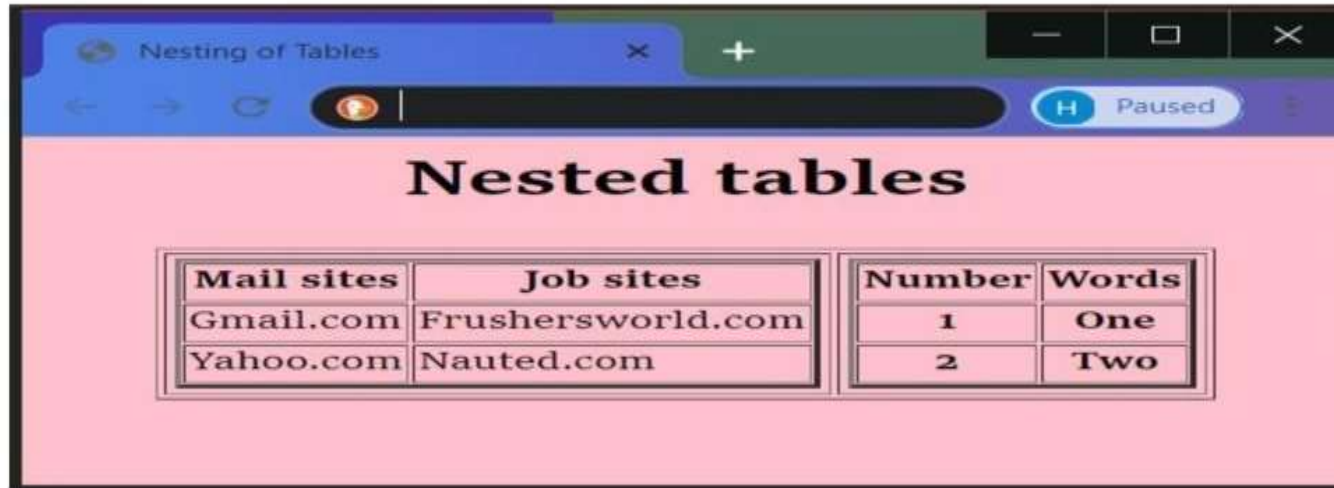 Nesting of Tables
H Paused
Nested tables
Mail sites Job sites Number Words
Gmail.com Frushersworld.com 1 One
Yahoo.com Nauted.com 2 Two